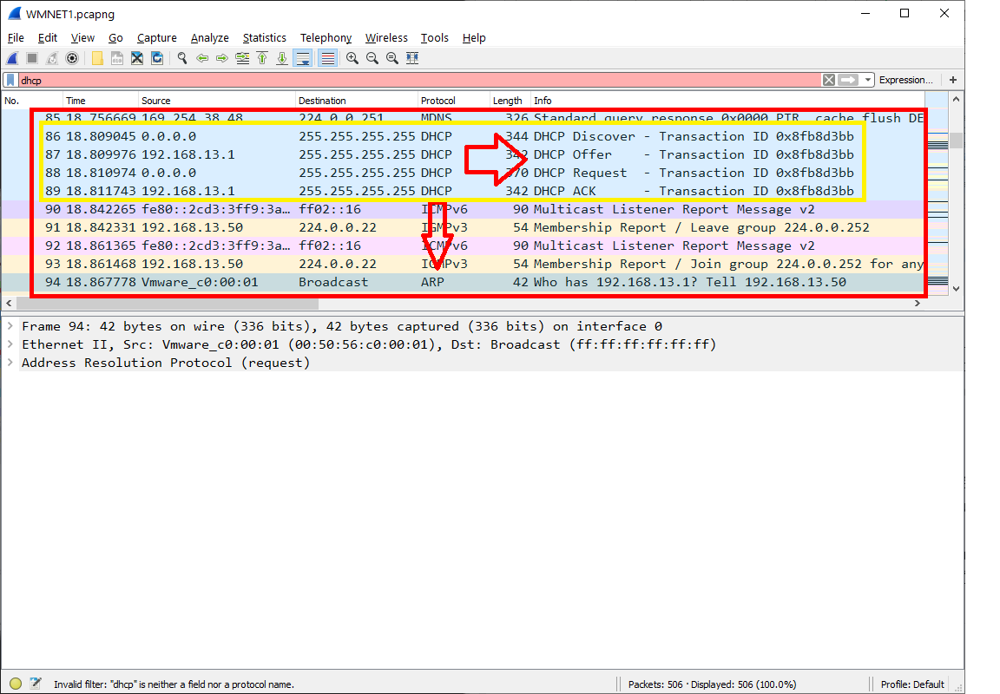 WMNET1.pcapng
File Edit View Go Capture Analyze Statistics Telephony Wireless Tools Help
dhcp Expression... +
No. Time Source Destination Protocol Length Info
85 18.756669 169.254.38.48 224.0.0.251 MDNS 326 Standard query response 0x0000 PTR, cache flush DE
86 18.809045 0.0.0.0 255.255.255.255 DHCP 344 DHCP Discover - Transaction ID 0x8fb8d3bb
87 18.809976 192.168.13.1 255.255.255.255 DHCP 342 DHCP Offer - Transaction ID 0x8fb8d3bb
88 18.810974 0.0.0.0 255.255.255.255 DHCP 370 DHCP Request - Transaction ID 0x8fb8d3bb
89 18.811743 192.168.13.1 255.255.255.255 DHCP 342 DHCP ACK - Transaction ID 0x8fb8d3bb
90 18.842265 fe80::2cd3:3ff9:3a… ff02::16 ICMPv6 90 Multicast Listener Report Message v2
91 18.842331 192.168.13.50 224.0.0.22 IGMPv3 54 Membership Report / Leave group 224.0.0.252
92 18.861365 fe80::2cd3:3ff9:3a… ff02::16 ICMPv6 90 Multicast Listener Report Message v2
93 18.861468 192.168.13.50 224.0.0.22 IGMPv3 54 Membership Report / Join group 224.0.0.252 for any
94 18.867778 Vmware_c0:00:01 Broadcast ARP 42 Who has 192.168.13.1? Tell 192.168.13.50
Frame 94: 42 bytes on wire (336 bits), 42 bytes captured (336 bits) on interface 0
Ethernet II, Src: Vmware_c0:00:01 (00:50:56:c0:00:01), Dst: Broadcast (ff:ff:ff:ff:ff:ff)
Address Resolution Protocol (request)
Invalid filter: "dhcp" is neither a field nor a protocol name. Packets: 506 · Displayed: 506 (100.0%) Profile: Default